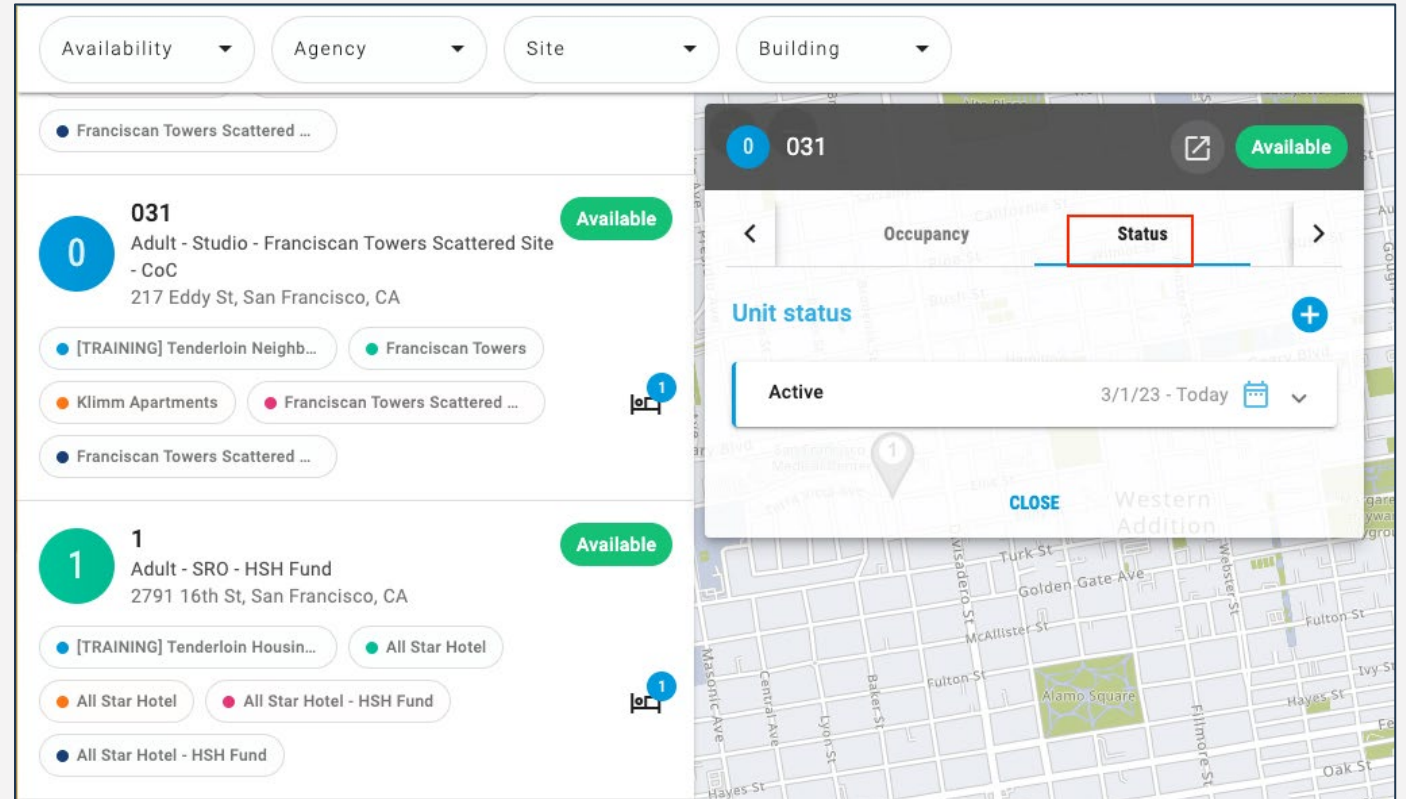 Availability
Agency
Site
Building
Franciscan Towers Scattered ...
0
031
Available
Adult - Studio - Franciscan Towers Scattered Site
- CoC
217 Eddy St, San Francisco, CA
[TRAINING] Tenderloin Neighb...
Franciscan Towers
Klimm Apartments
Franciscan Towers Scattered ...
1
Franciscan Towers Scattered ...
1
1
Available
Adult - SRO - HSH Fund
2791 16th St, San Francisco, CA
[TRAINING] Tenderloin Housin...
All Star Hotel
All Star Hotel
All Star Hotel - HSH Fund
1
All Star Hotel - HSH Fund
0
031
Available
Occupancy
Status
Unit status
Active
3/1/23 - Today
1
CLOSE
Western
Addition
Turk St
Golden Gate Ave
McAllister St
Fulton St
Fulton St
Alamo Square
Masonic Ave
Central Ave
Lyon St
Baker St
Divisadero St
Webster St
Fillmore St
Ivy St
Hayes St
Hayes St
Oak St